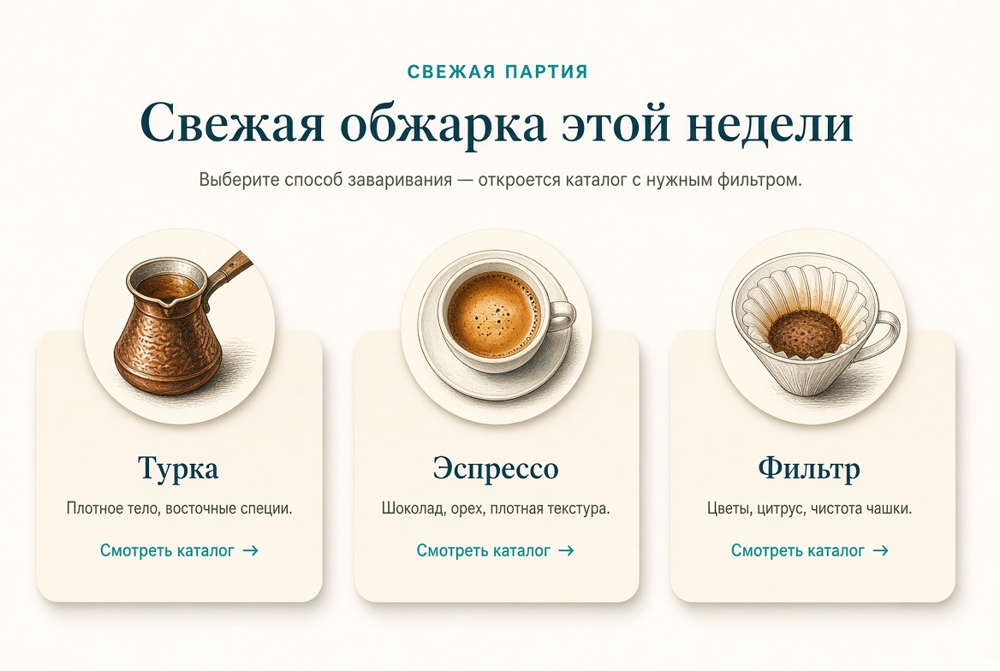 СВЕЖАЯ ПАРТИЯ
Свежая обжарка этой недели
Выберите способ заваривания — откроется каталог с нужным фильтром.
Турка
Плотное тело, восточные специи.
Смотреть каталог →
Эспрессо
Шоколад, орех, плотная текстура.
Смотреть каталог →
Фильтр
Цветы, цитрус, чистота чашки.
Смотреть каталог →